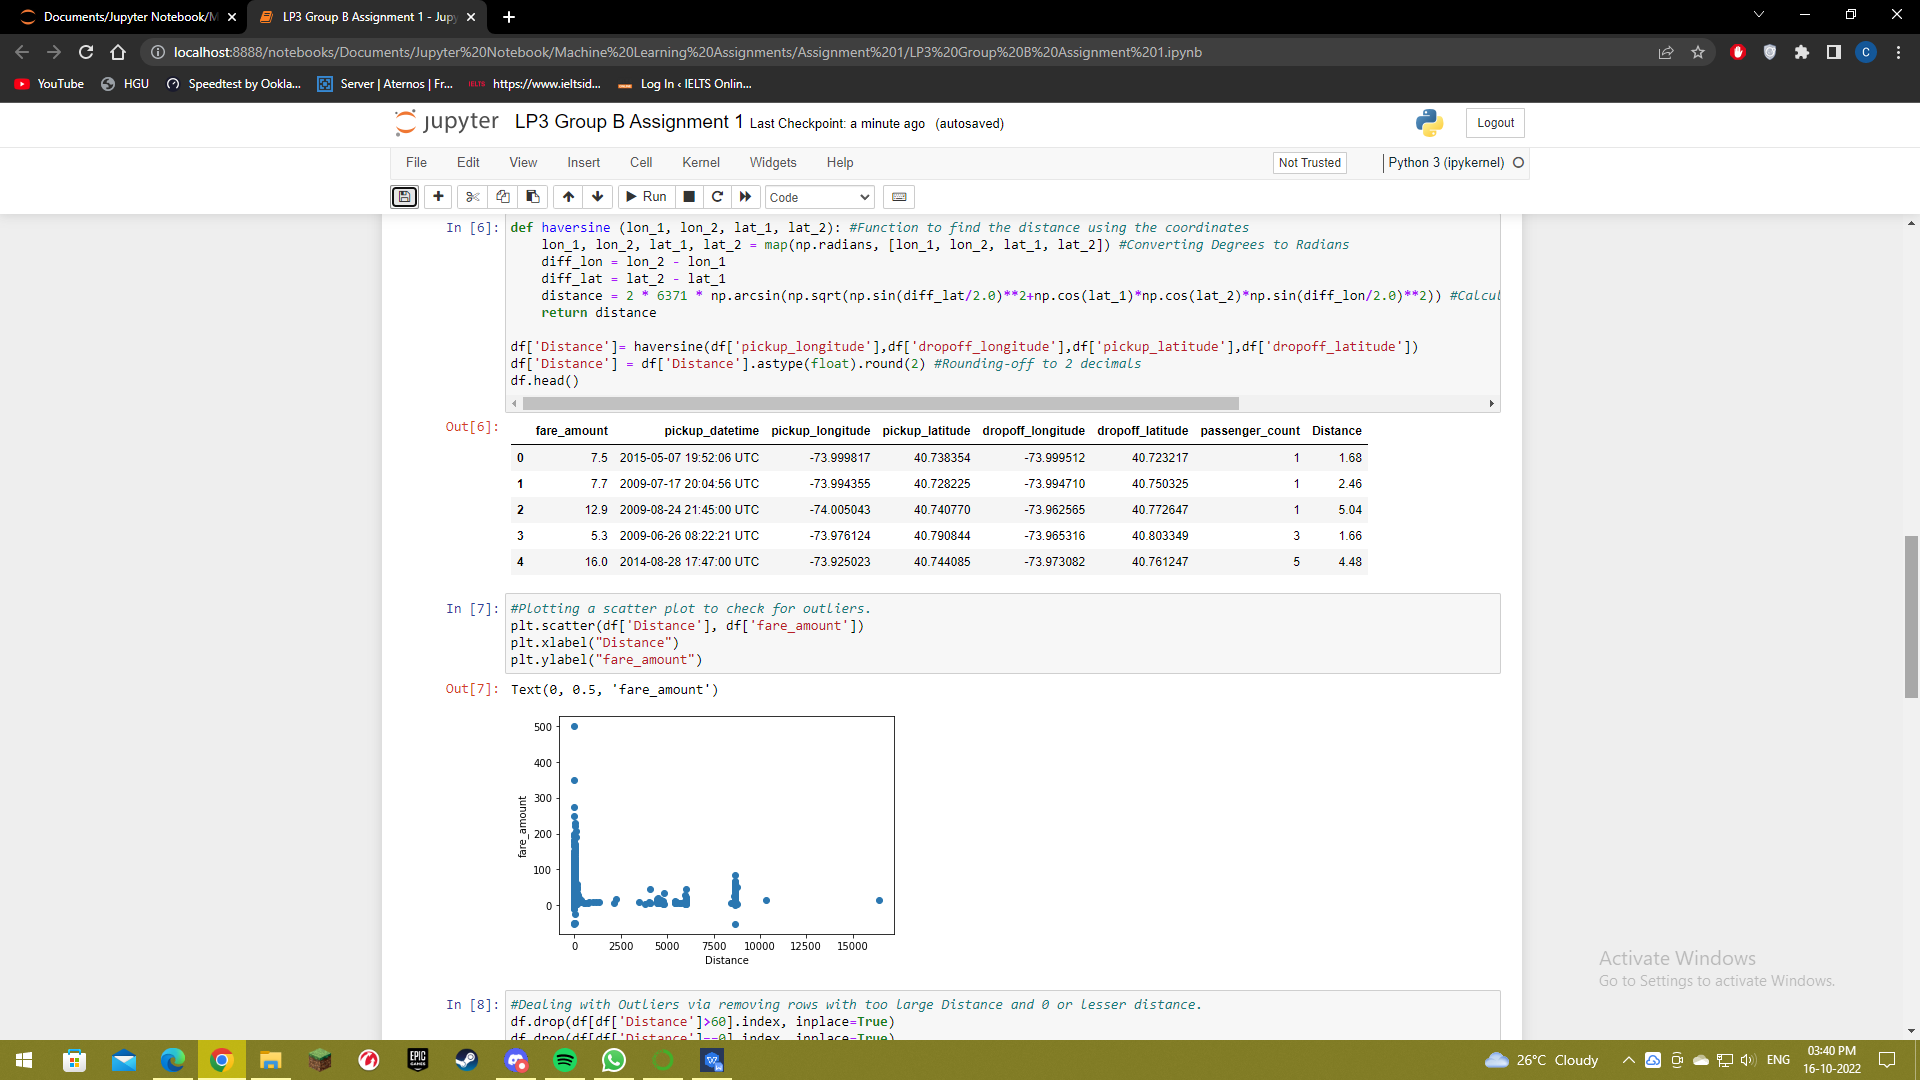 Documents/Jupyter Notebook/M
LP3 Group B Assignment 1 - Jupy
localhost:8888/notebooks/Documents/Jupyter%20Notebook/Machine%20Learning%20Assignments/Assignment%201/LP3%20Group%20B%20Assignment%201.ipynb
C
YouTube
HGU
Speedtest by Ookla...
Server | Aternos | Fr...
IELTS
https://www.ieltsid...
Log In ‹ IELTS Onlin...
jupyter
LP3 Group B Assignment 1
Last Checkpoint: a minute ago
(autosaved)
Logout
File
Edit
View
Insert
Cell
Kernel
Widgets
Help
Not Trusted
Python 3 (ipykernel)
Run
Code
In [6]:
def haversine (lon_1, lon_2, lat_1, lat_2): #Function to find the distance using the coordinates
lon_1, lon_2, lat_1, lat_2 = map(np.radians, [lon_1, lon_2, lat_1, lat_2]) #Converting Degrees to Radians
diff_lon = lon_2 - lon_1
diff_lat = lat_2 - lat_1
distance = 2 * 6371 * np.arcsin(np.sqrt(np.sin(diff_lat/2.0)**2+np.cos(lat_1)*np.cos(lat_2)*np.sin(diff_lon/2.0)**2)) #Calcul
return distance
df['Distance']= haversine(df['pickup_longitude'],df['dropoff_longitude'],df['pickup_latitude'],df['dropoff_latitude'])
df['Distance'] = df['Distance'].astype(float).round(2) #Rounding-off to 2 decimals
df.head()
Out[6]:
fare_amount pickup_datetime pickup_longitude pickup_latitude dropoff_longitude dropoff_latitude passenger_count Distance
0 7.5 2015-05-07 19:52:06 UTC -73.999817 40.738354 -73.999512 40.723217 1 1.68
1 7.7 2009-07-17 20:04:56 UTC -73.994355 40.728225 -73.994710 40.750325 1 2.46
2 12.9 2009-08-24 21:45:00 UTC -74.005043 40.740770 -73.962565 40.772647 1 5.04
3 5.3 2009-06-26 08:22:21 UTC -73.976124 40.790844 -73.965316 40.803349 3 1.66
4 16.0 2014-08-28 17:47:00 UTC -73.925023 40.744085 -73.973082 40.761247 5 4.48
In [7]:
#Plotting a scatter plot to check for outliers.
plt.scatter(df['Distance'], df['fare_amount'])
plt.xlabel("Distance")
plt.ylabel("fare_amount")
Out[7]:
Text(0, 0.5, 'fare_amount')
500
400
300
200
100
0
fare_amount
0 2500 5000 7500 10000 12500 15000
Distance
Activate Windows
Go to Settings to activate Windows.
In [8]:
#Dealing with Outliers via removing rows with too large Distance and 0 or lesser distance.
df.drop(df[df['Distance']>60].index, inplace=True)
df.drop(df[df['Distance']==0].index, inplace=True)
EPIC
GAMES
W
26°C Cloudy
ENG
03:40 PM
16-10-2022